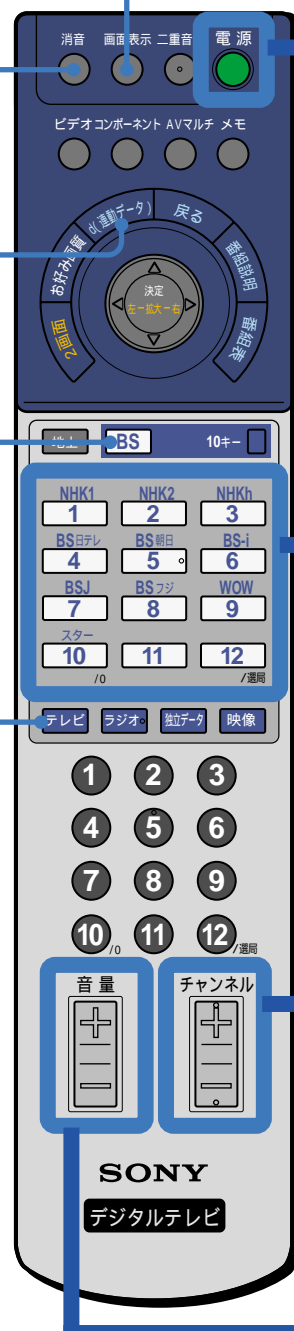 消音 画面表示 二重音 電源
ビデオ コンポーネント AVマルチ メモ
お好み画質 d(連動データ) 戻る 番組説明
2画面 番組表
決定
左-拡大-右
地上 BS 10キー
NHK1 NHK2 NHKh
1 2 3
BS日テレ BS朝日 BS-i
4 5 6
BSJ BSフジ WOW
7 8 9
スター
10 11 12
/0 /選局
テレビ ラジオ 独立データ 映像
1 2 3
4 5 6
7 8 9
10 /0 11 12 /選局
音量 チャンネル
SONY
デジタルテレビ